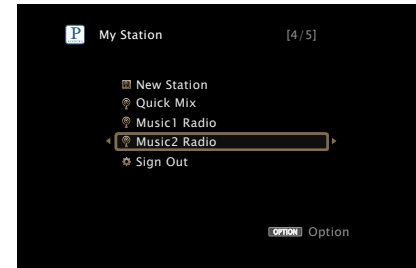 P
My Station [4/5]
New Station
Quick Mix
Music1 Radio
Music2 Radio
Sign Out
OPTION Option